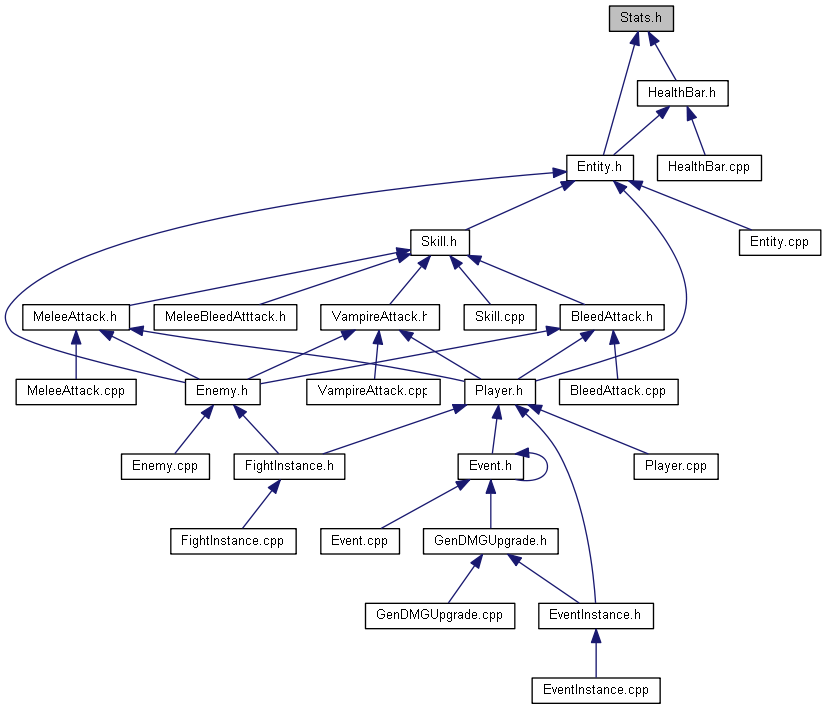 Stats.h
HealthBar.h
Entity.h
HealthBar.cpp
Skill.h
Entity.cpp
MeleeAttack.h
MeleeBleedAtttack.h
VampireAttack.h
Skill.cpp
BleedAttack.h
MeleeAttack.cpp
Enemy.h
VampireAttack.cpp
Player.h
BleedAttack.cpp
Enemy.cpp
FightInstance.h
Event.h
Player.cpp
FightInstance.cpp
Event.cpp
GenDMGUpgrade.h
GenDMGUpgrade.cpp
EventInstance.h
EventInstance.cpp